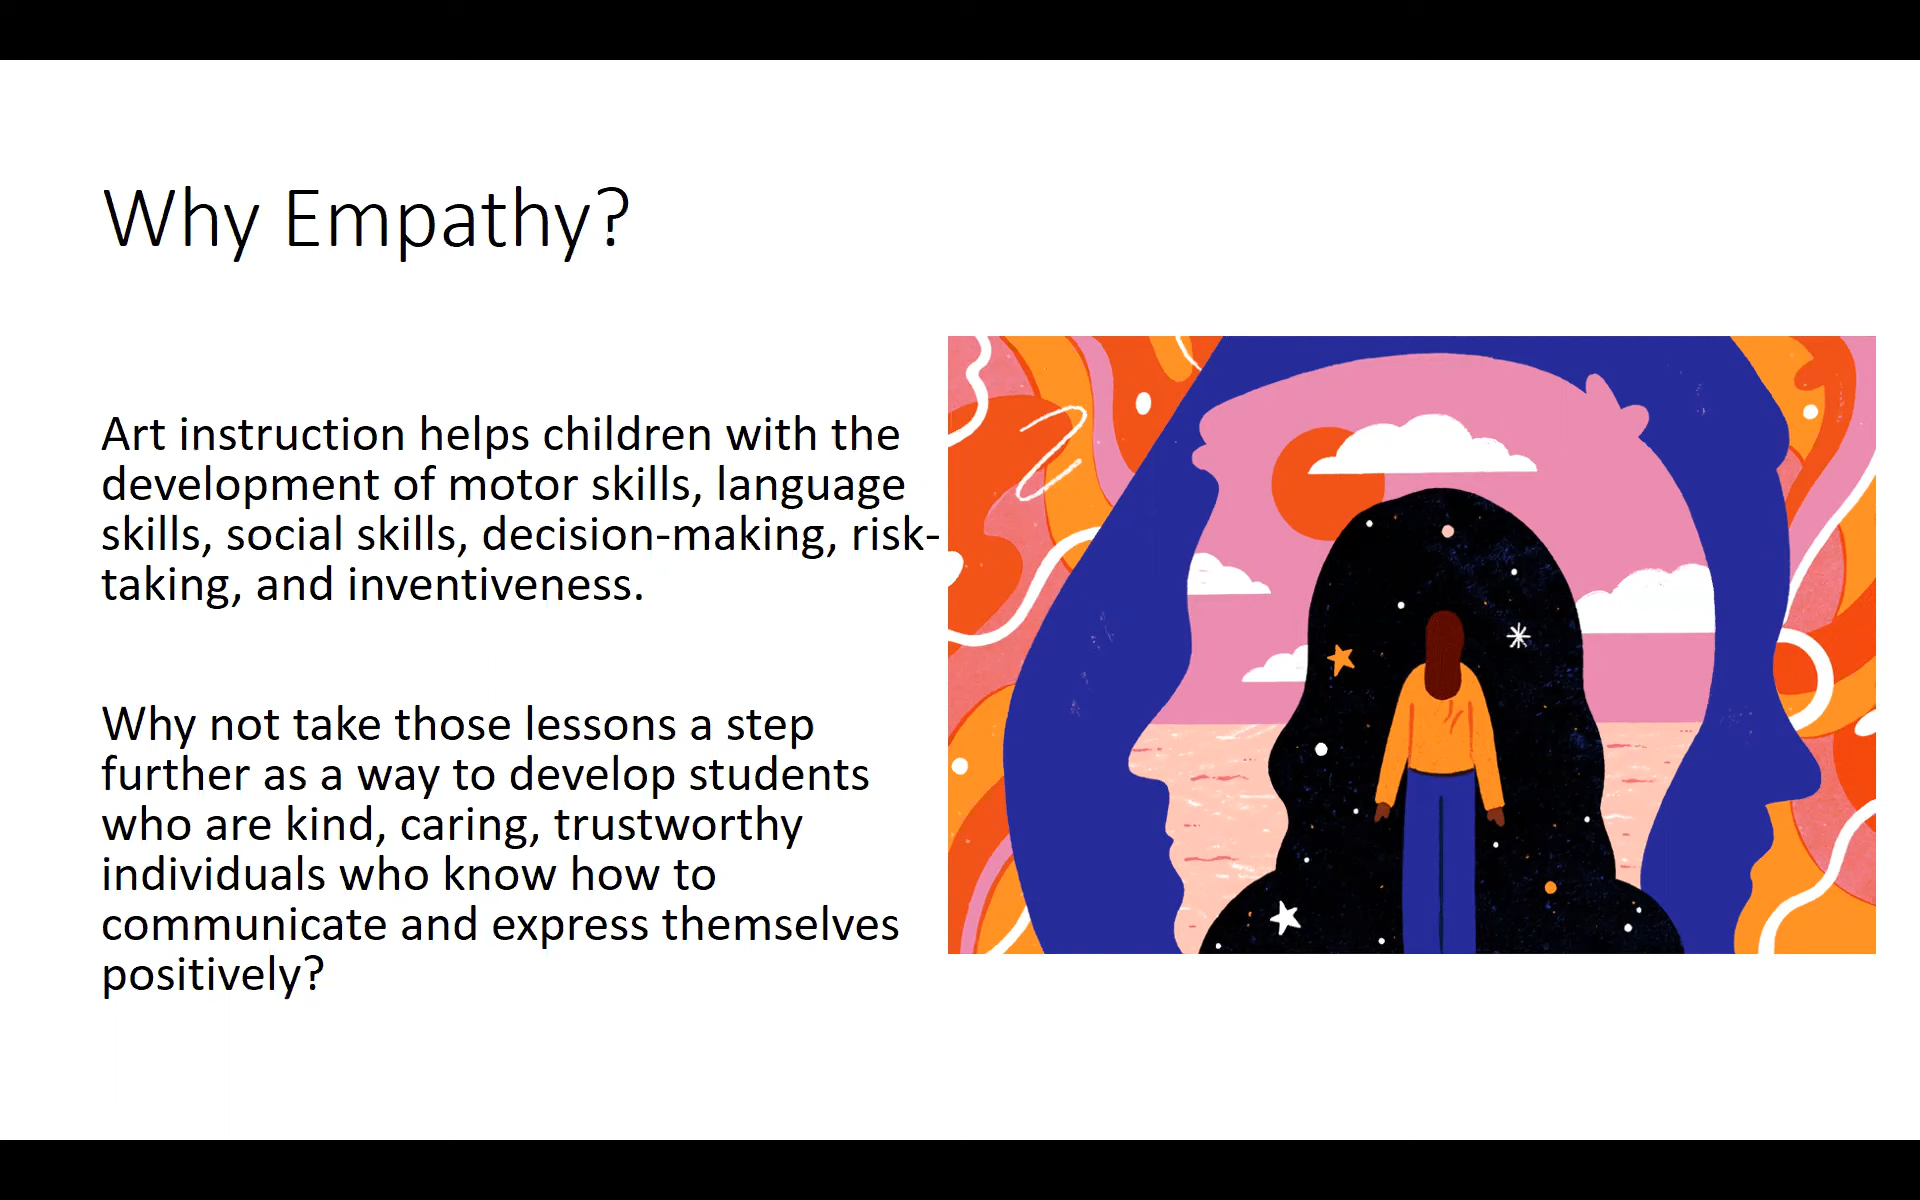 Why Empathy?
Art instruction helps children with the
development of motor skills, language
skills, social skills, decision-making, risk-
taking, and inventiveness.
Why not take those lessons a step
further as a way to develop students
who are kind, caring, trustworthy
individuals who know how to
communicate and express themselves
positively?